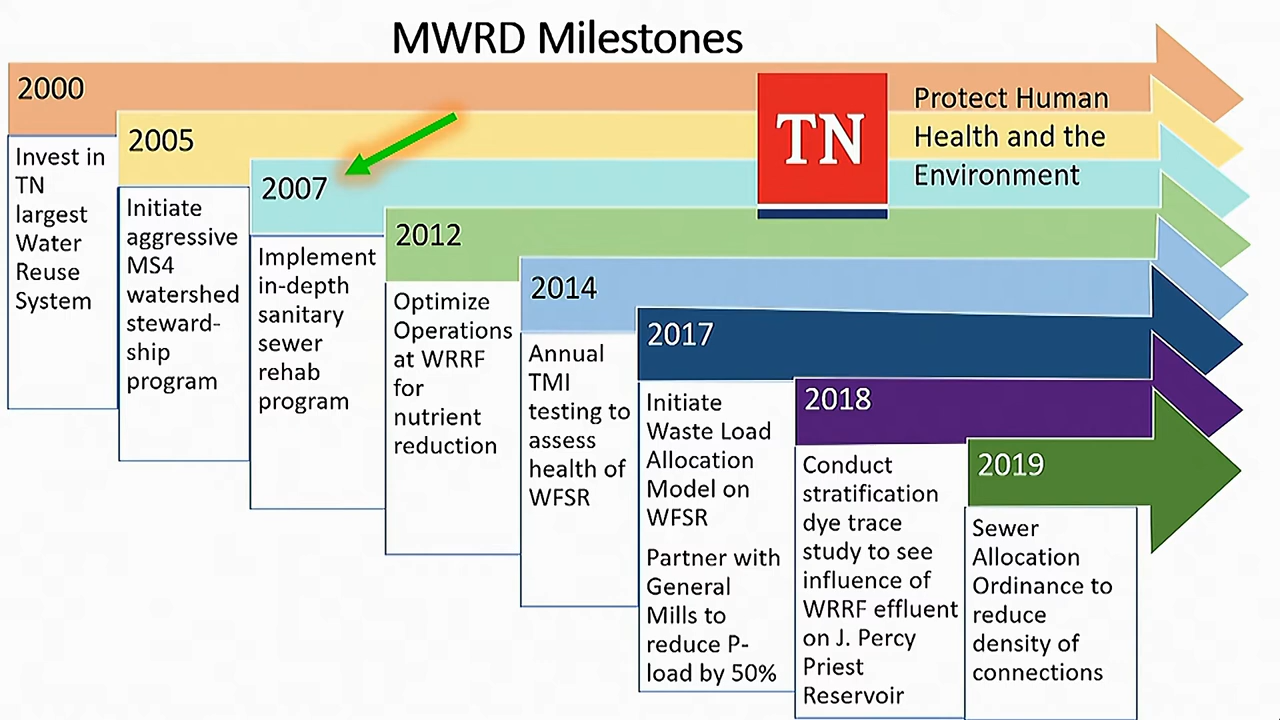 MWRD Milestones
2000
Invest in
TN
largest
Water
Reuse
System
2005
Initiate
aggressive
MS4
watershed
steward-
ship
program
2007
Implement
in-depth
sanitary
sewer
rehab
program
2012
Optimize
Operations
at WRRF
for
nutrient
reduction
2014
Annual
TMI
testing to
assess
health of
WFSR
2017
Initiate
Waste Load
Allocation
Model on
WFSR
Partner with
General
Mills to
reduce P-
load by 50%
2018
Conduct
stratification
dye trace
study to see
influence of
WRRF effluent
on J. Percy
Priest
Reservoir
2019
Sewer
Allocation
Ordinance to
reduce
density of
connections
TN
Protect Human
Health and the
Environment